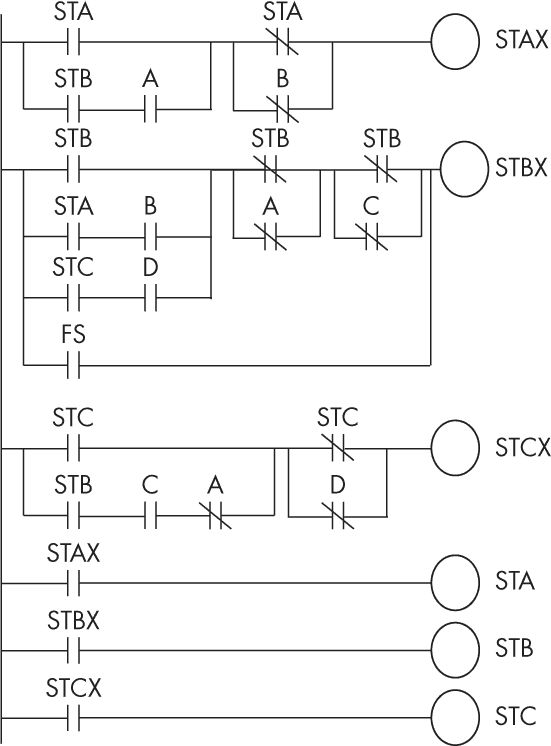 STA STA STAX
STB A B
STB STB STB STBX
STA B A C
STC D
FS
STC STC STCX
STB C A D
STAX STA
STBX STB
STCX STC